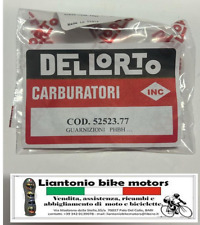 DELLORTO
CARBURATORI
INC
COD. 52523.77
GUARNIZIONI PHBH
Liantonio bike motors
Vendita, assistenza, ricambi e
abbigliamento di moto e biciclette